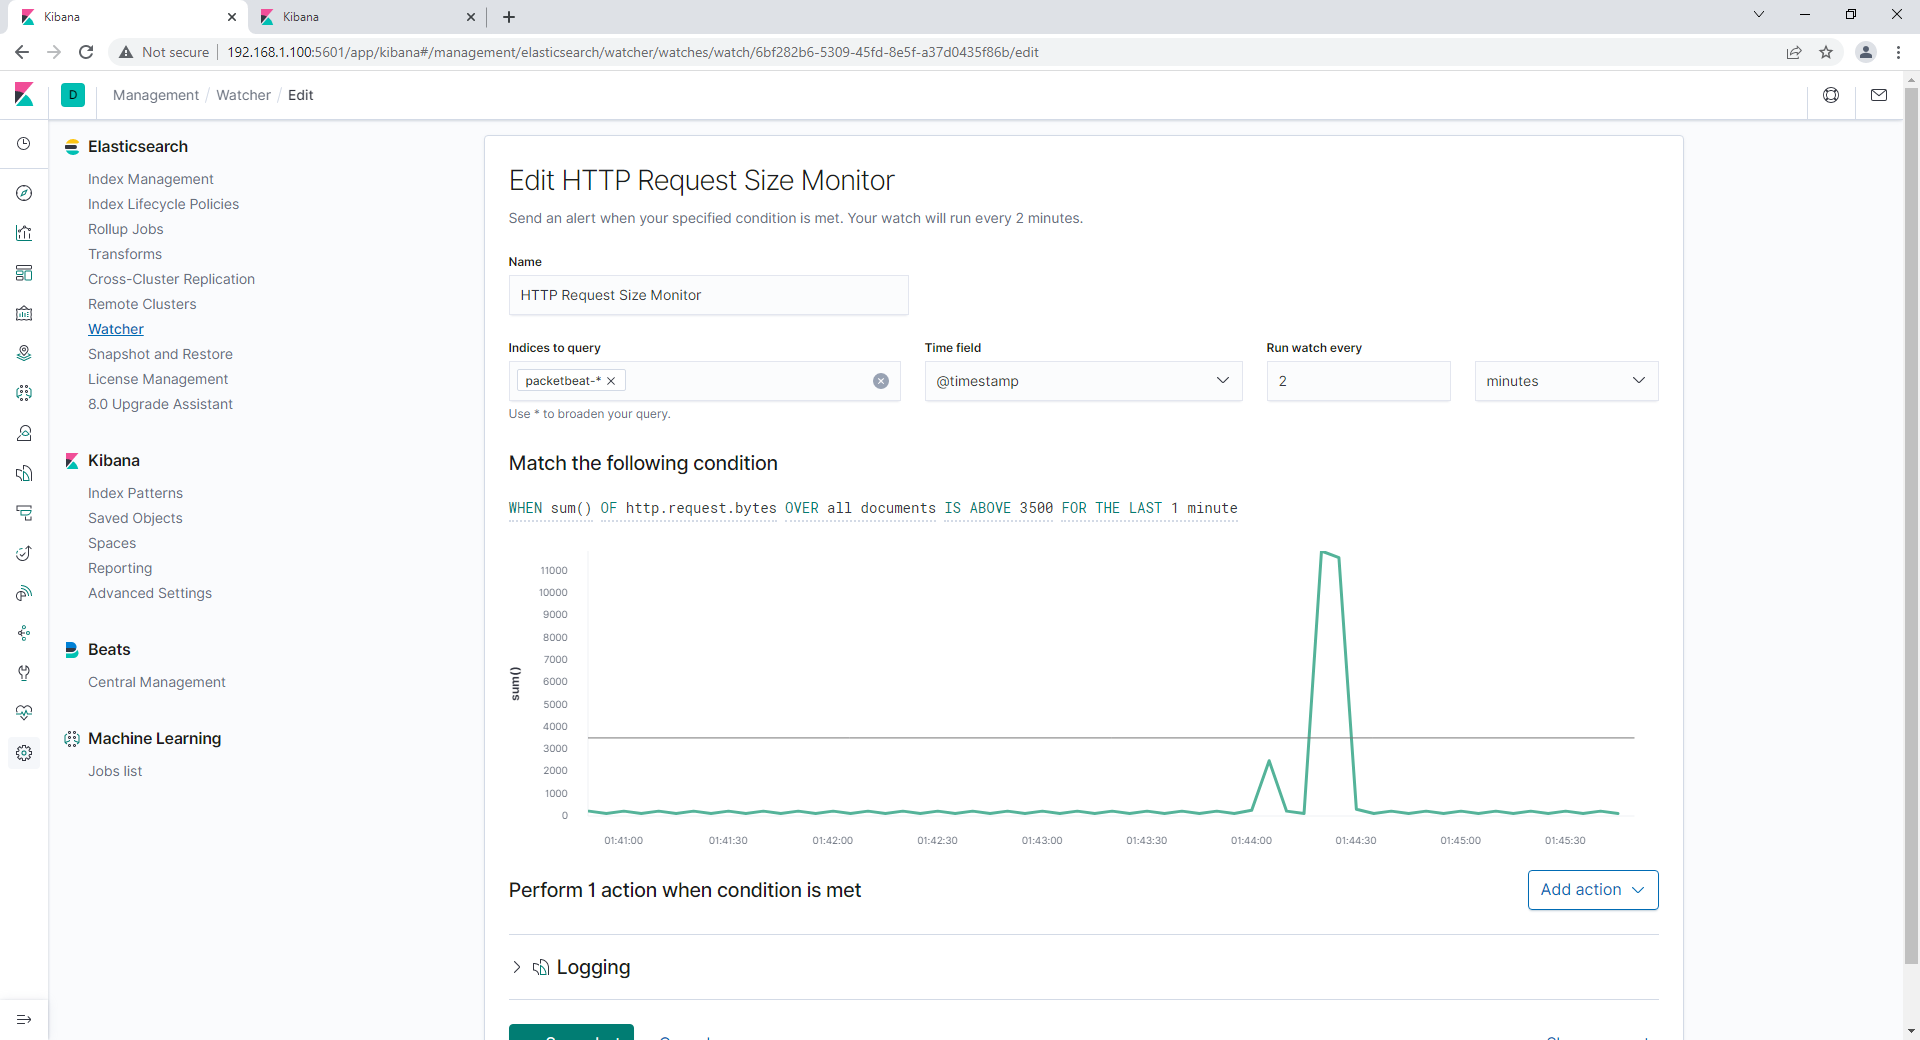 Kibana
Kibana
Not secure
192.168.1.100:5601/app/kibana#/management/elasticsearch/watcher/watches/watch/6bf282b6-5309-45fd-8e5f-a37d0435f86b/edit
D
Management / Watcher / Edit
Elasticsearch
Index Management
Index Lifecycle Policies
Rollup Jobs
Transforms
Cross-Cluster Replication
Remote Clusters
Watcher
Snapshot and Restore
License Management
8.0 Upgrade Assistant
Kibana
Index Patterns
Saved Objects
Spaces
Reporting
Advanced Settings
Beats
Central Management
Machine Learning
Jobs list
Edit HTTP Request Size Monitor
Send an alert when your specified condition is met. Your watch will run every 2 minutes.
Name
HTTP Request Size Monitor
Indices to query
packetbeat-*
Use * to broaden your query.
Time field
@timestamp
Run watch every
2
minutes
Match the following condition
WHEN sum() OF http.request.bytes OVER all documents IS ABOVE 3500 FOR THE LAST 1 minute
sum()
11000
10000
9000
8000
7000
6000
5000
4000
3000
2000
1000
0
01:41:00
01:41:30
01:42:00
01:42:30
01:43:00
01:43:30
01:44:00
01:44:30
01:45:00
01:45:30
Perform 1 action when condition is met
Add action
Logging